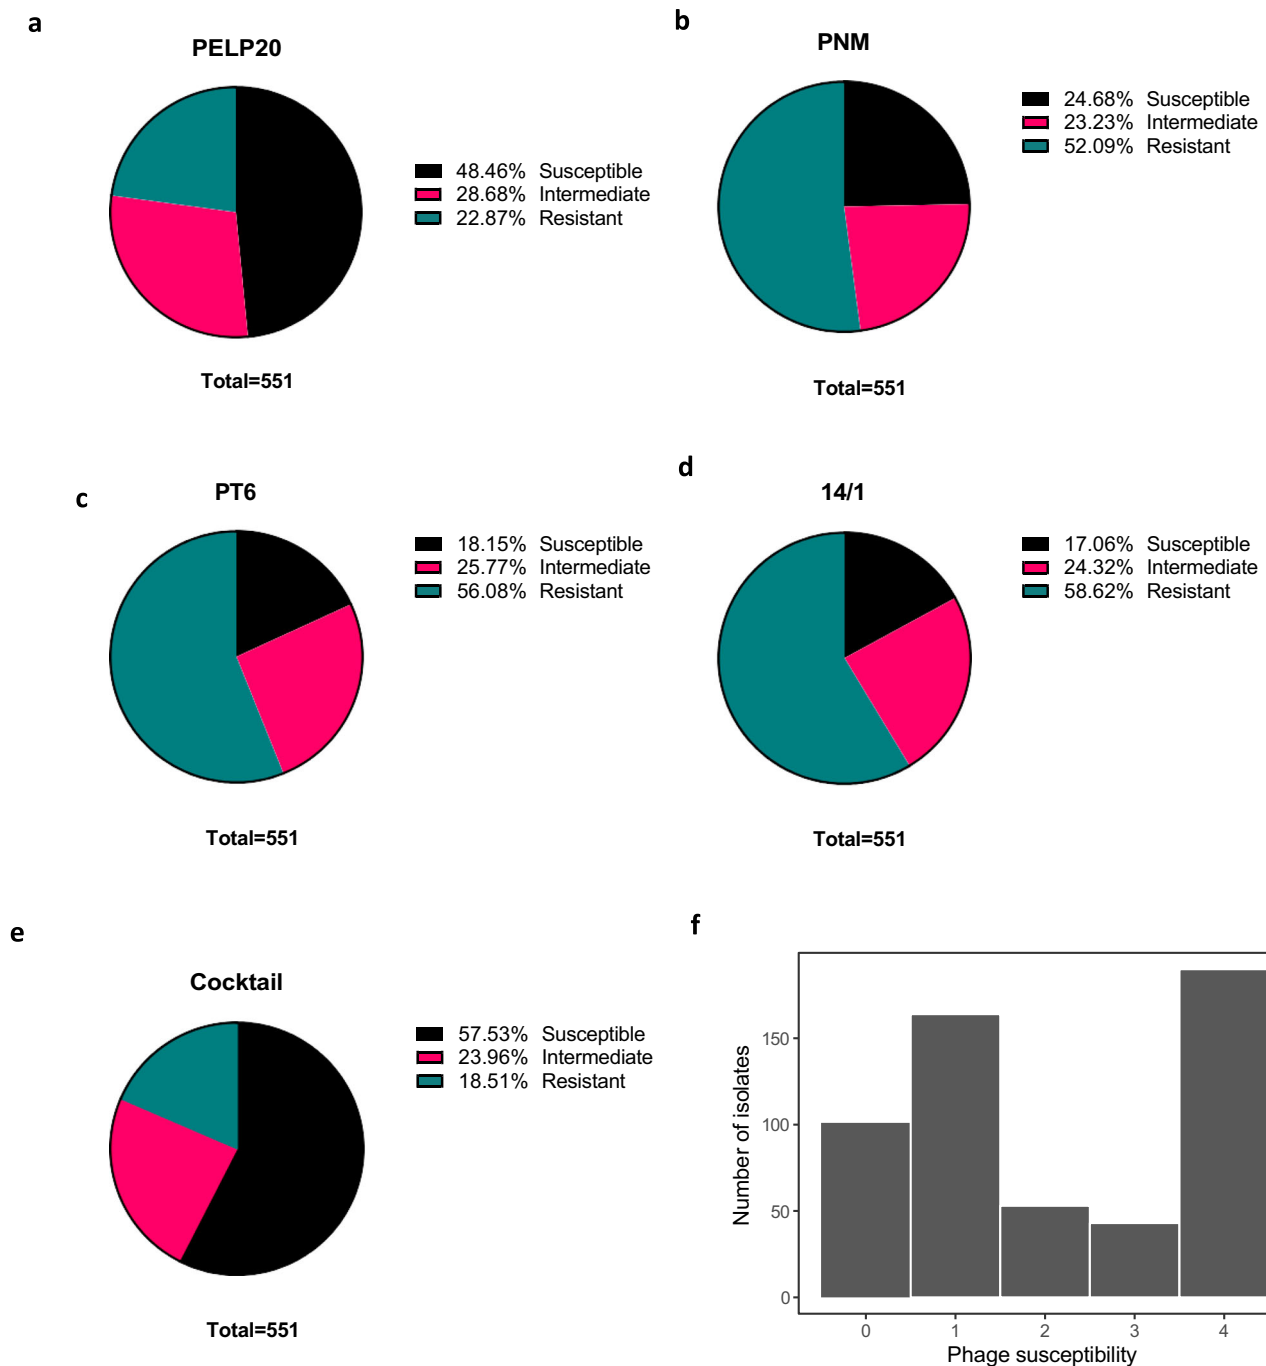 a
PELP20
48.46% Susceptible
28.68% Intermediate
22.87% Resistant
Total=551
b
PNM
24.68% Susceptible
23.23% Intermediate
52.09% Resistant
Total=551
c
PT6
18.15% Susceptible
25.77% Intermediate
56.08% Resistant
Total=551
d
14/1
17.06% Susceptible
24.32% Intermediate
58.62% Resistant
Total=551
e
Cocktail
57.53% Susceptible
23.96% Intermediate
18.51% Resistant
Total=551
f
Number of isolates
150
100
50
0
0 1 2 3 4
Phage susceptibility